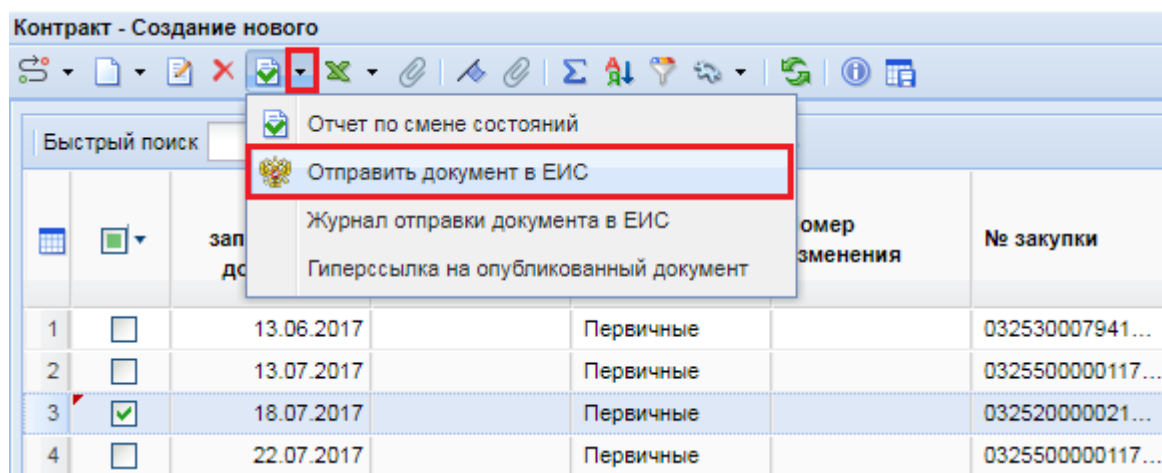 Контракт - Создание нового
Отчет по смене состояний
Быстрый поиск
Отправить документ в ЕИС
Журнал отправки документа в ЕИС
Гиперссылка на опубликованный документ
№ закупки
1 13.06.2017 Первичные 032530007941...
2 13.07.2017 Первичные 0325500000117...
3 18.07.2017 Первичные 032520000021...
4 22.07.2017 Первичные 0325500000117...